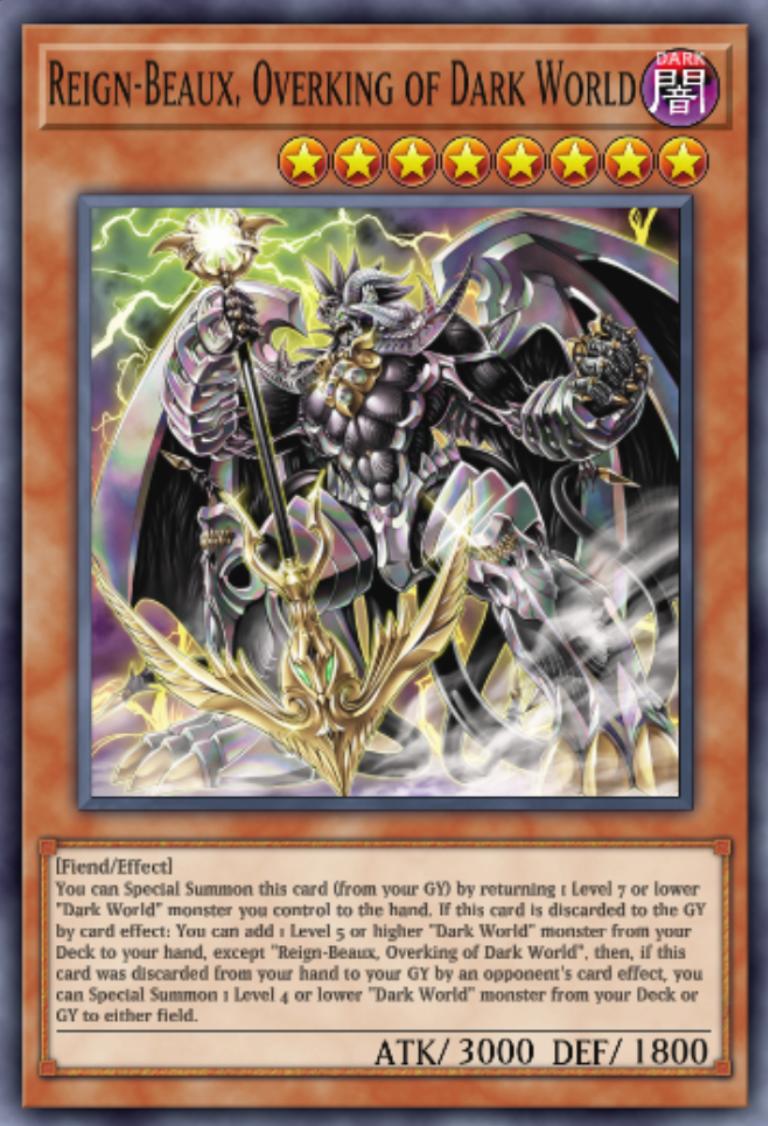 REIGN-BEAUX, OVERKING OF DARK WORLD
DARK
闇
[Fiend/Effect]
You can Special Summon this card (from your GY) by returning 1 Level 7 or lower
"Dark World" monster you control to the hand. If this card is discarded to the GY
by card effect: You can add 1 Level 5 or higher "Dark World" monster from your
Deck to your hand, except "Reign-Beaux, Overking of Dark World", then, if this
card was discarded from your hand to your GY by an opponent's card effect, you
can Special Summon 1 Level 4 or lower "Dark World" monster from your Deck or
GY to either field.
ATK/ 3000 DEF/ 1800